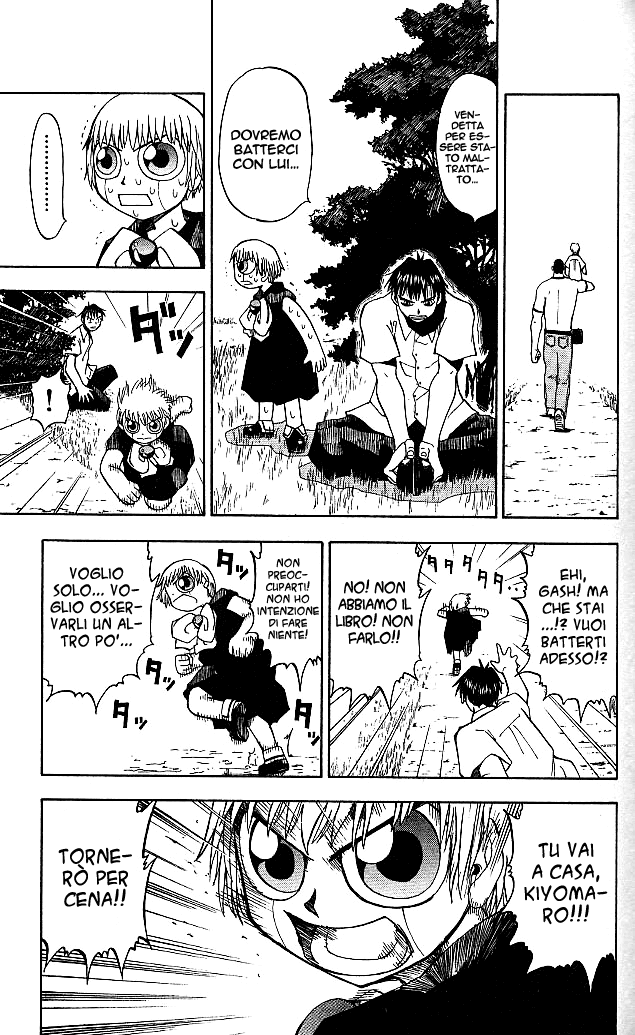 VEN-
DETTA
PER ES-
SERE STA-
TO MAL-
TRATTA-
TO...
DOVREMO
BATTERCI
CON LUI...
.........
ダッ
!
EHI,
GASH! MA
CHE STAI
...!? VUOI
BATTERTI
ADESSO!?
タッタッ
NO! NON
ABBIAMO IL
LIBRO! NON
FARLO!!
NON
PREOC-
CUPARTI!
NON HO
INTENZIONE
DI FARE
NIENTE!
VOGLIO
SOLO... VO-
GLIO OSSER-
VARLI UN AL-
TRO PO'...
タッ
タッ
タッ
タッ
TU VAI
A CASA,
KIYOMA-
RO!!!
TORNE-
RÒ PER
CENA!!